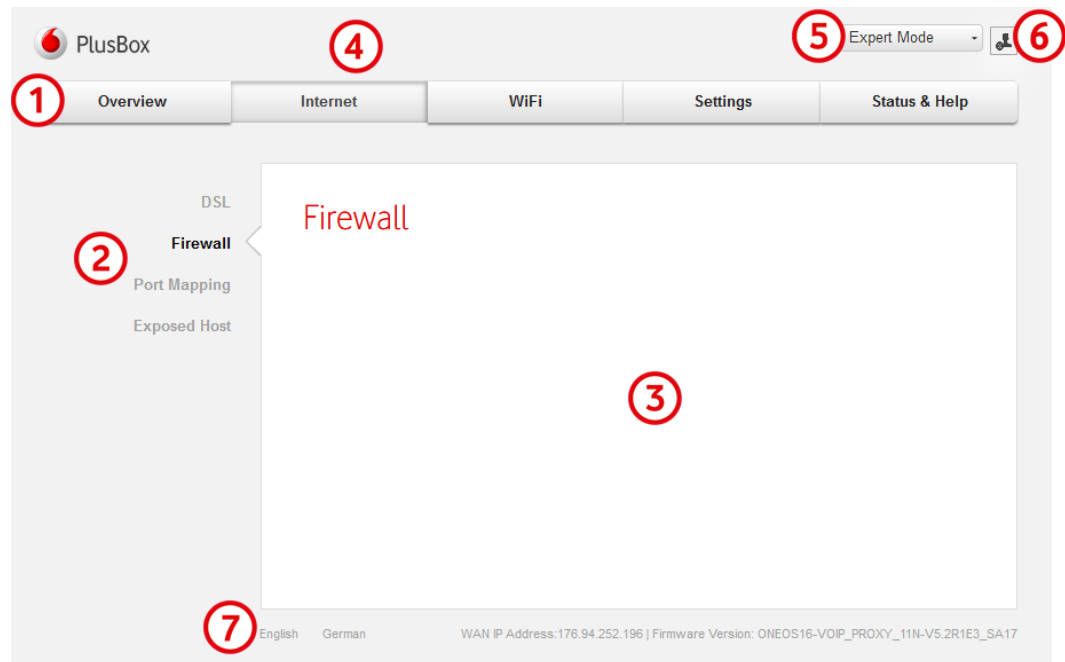 PlusBox
4
5
Expert Mode
6
1
Overview
Internet
WiFi
Settings
Status & Help
DSL
Firewall
2
Port Mapping
Exposed Host
Firewall
3
7
English
German
WAN IP Address:176.94.252.196 | Firmware Version: ONEOS16-VOIP_PROXY_11N-V5.2R1E3_SA17